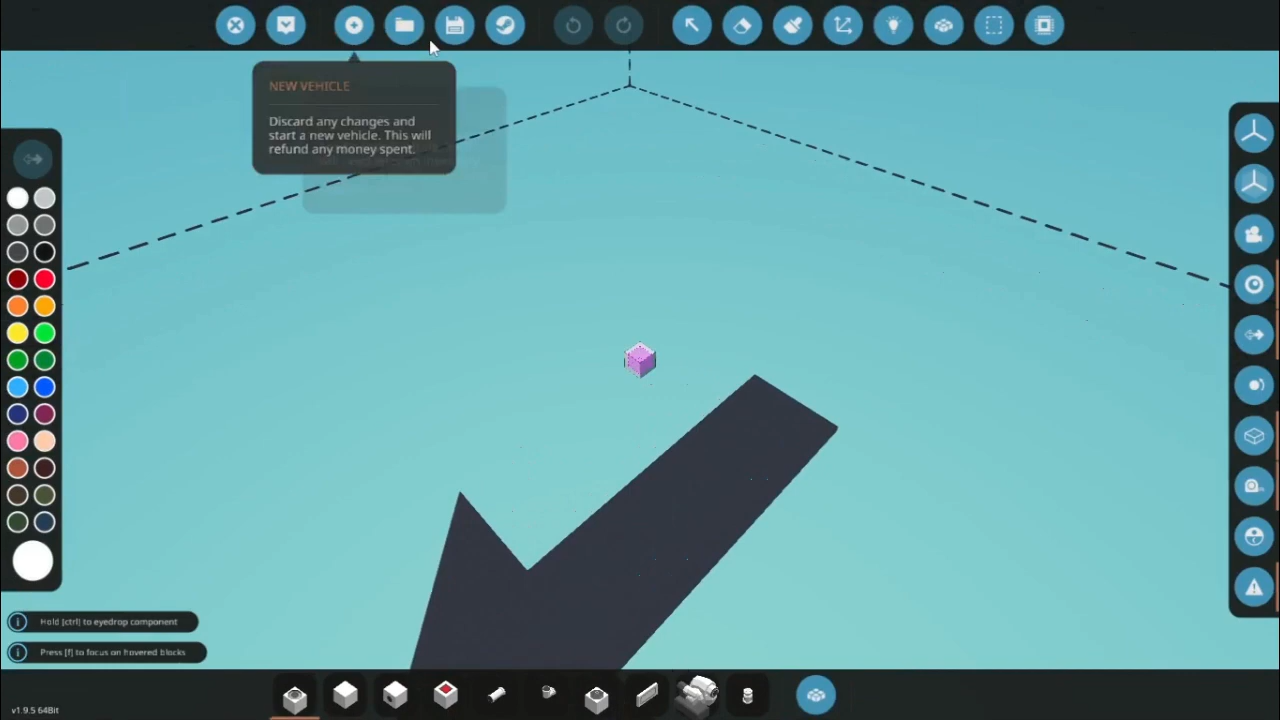 NEW VEHICLE
Discard any changes and
start a new vehicle. This will
refund any money spent.
Hold [ctrl] to eyedrop component
Press [f] to focus on hovered blocks
v1.9.5 64Bit